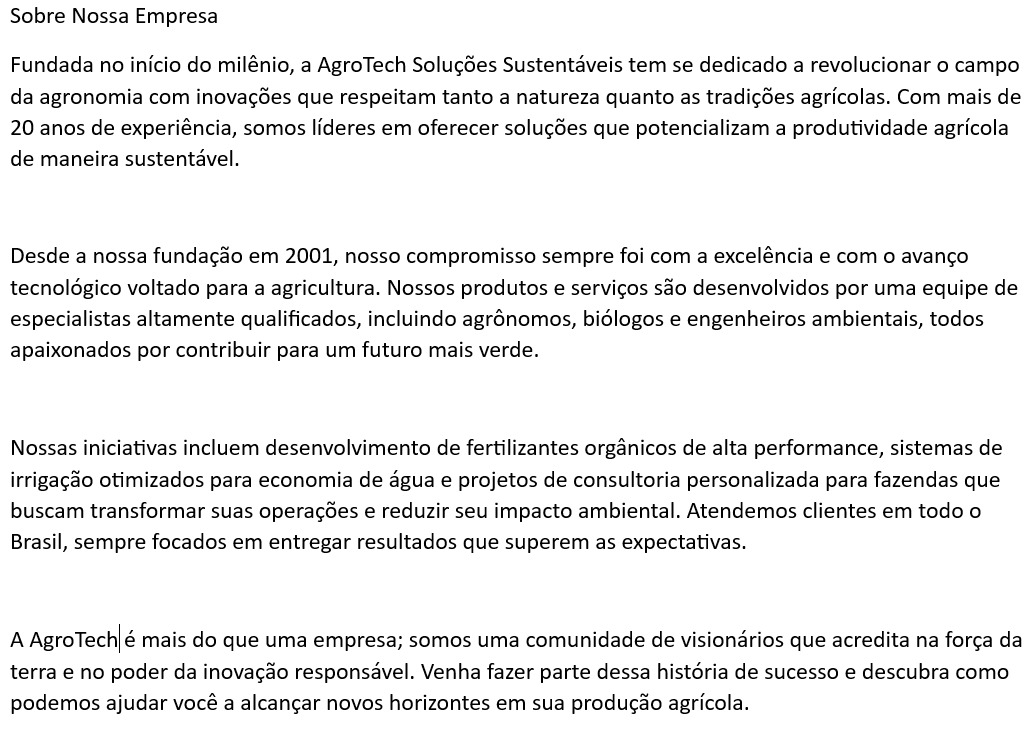 Sobre Nossa Empresa
Fundada no início do milênio, a AgroTech Soluções Sustentáveis tem se dedicado a revolucionar o campo
da agronomia com inovações que respeitam tanto a natureza quanto as tradições agrícolas. Com mais de
20 anos de experiência, somos líderes em oferecer soluções que potencializam a produtividade agrícola
de maneira sustentável.
Desde a nossa fundação em 2001, nosso compromisso sempre foi com a excelência e com o avanço
tecnológico voltado para a agricultura. Nossos produtos e serviços são desenvolvidos por uma equipe de
especialistas altamente qualificados, incluindo agrônomos, biólogos e engenheiros ambientais, todos
apaixonados por contribuir para um futuro mais verde.
Nossas iniciativas incluem desenvolvimento de fertilizantes orgânicos de alta performance, sistemas de
irrigação otimizados para economia de água e projetos de consultoria personalizada para fazendas que
buscam transformar suas operações e reduzir seu impacto ambiental. Atendemos clientes em todo o
Brasil, sempre focados em entregar resultados que superem as expectativas.
A AgroTech é mais do que uma empresa; somos uma comunidade de visionários que acredita na força da
terra e no poder da inovação responsável. Venha fazer parte dessa história de sucesso e descubra como
podemos ajudar você a alcançar novos horizontes em sua produção agrícola.